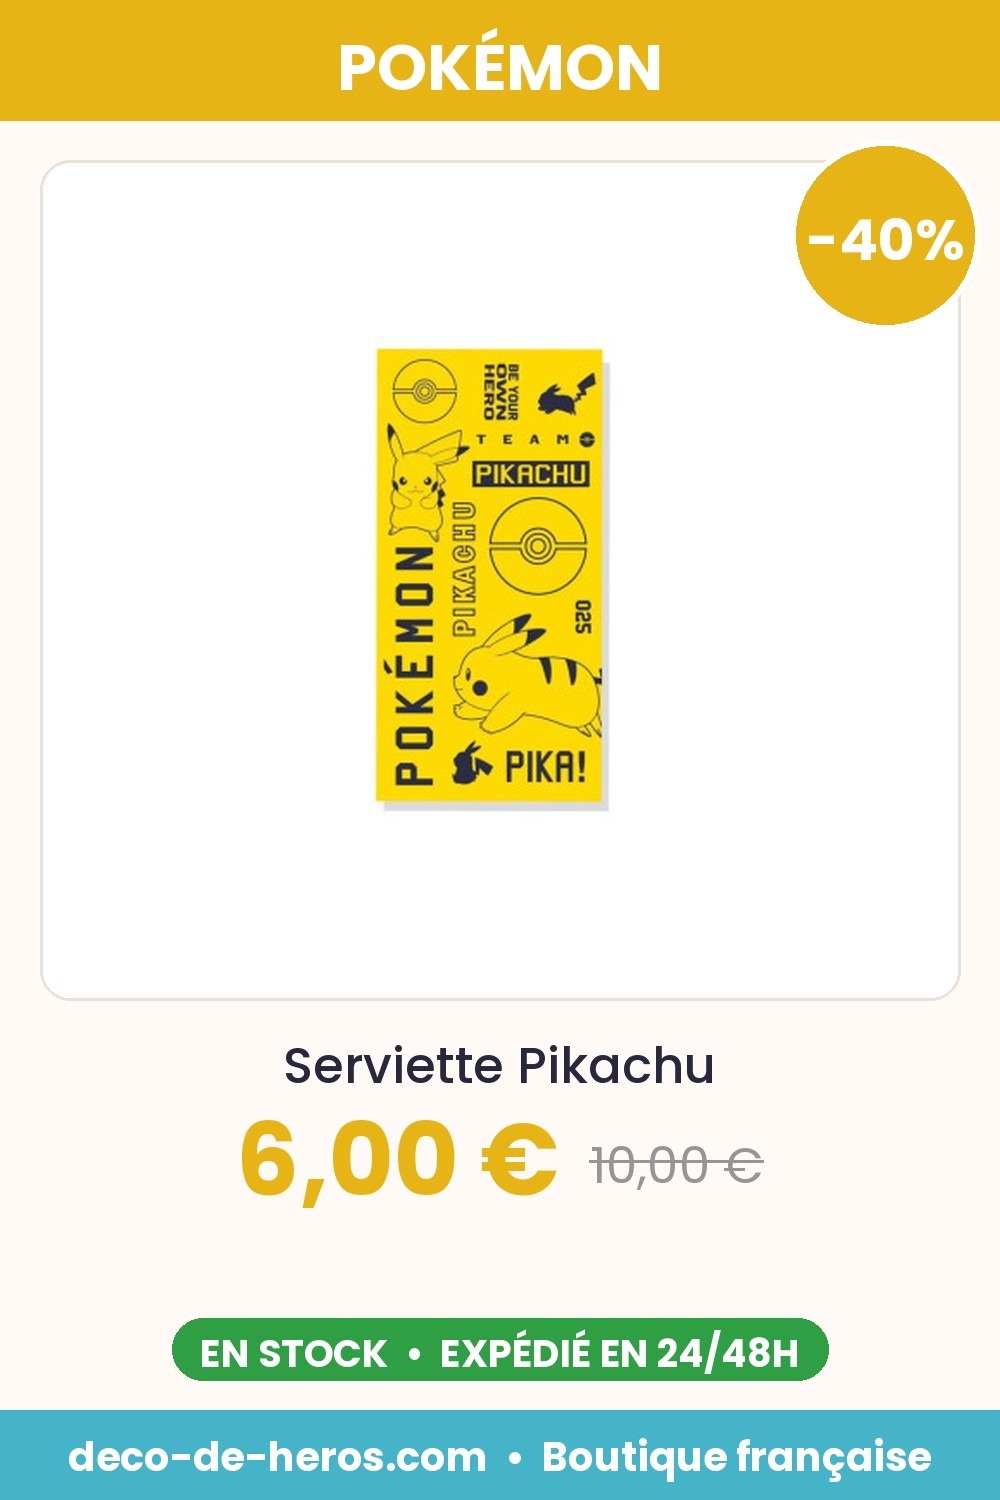 POKÉMON
-40%
BE YOUR
OWN
HERO
TEAM
PIKACHU
PIKACHU
POKÉMON
025
PIKA!
Serviette Pikachu
6,00 € 10,00 €
EN STOCK • EXPÉDIÉ EN 24/48H
deco-de-heros.com • Boutique française